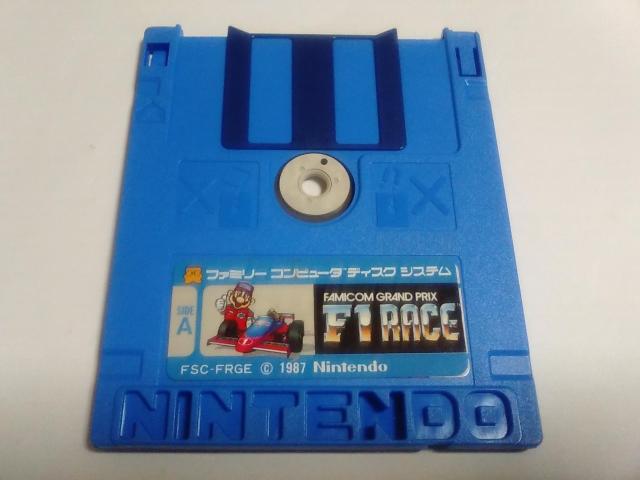 ファミリー コンピュータ ディスク システム
SIDE
A
FAMICOM GRAND PRIX
F1 RACE
FSC-FRGE © 1987 Nintendo
NINTENDO